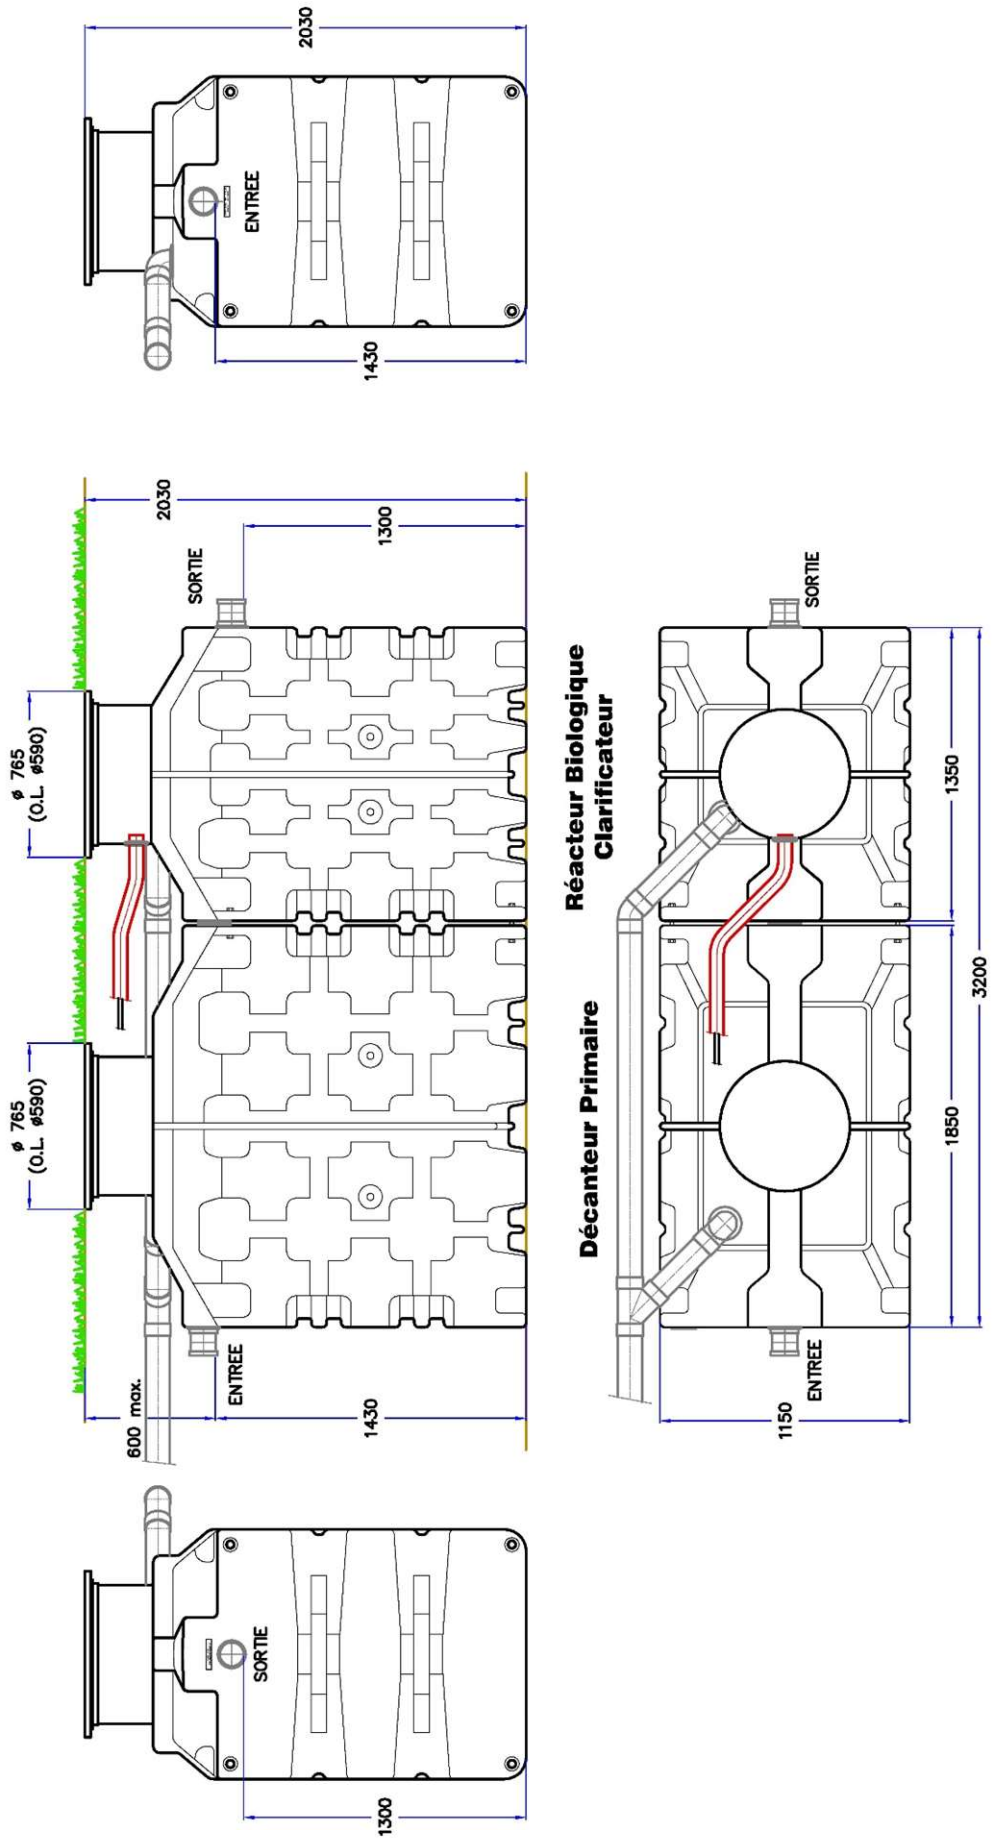 1300
SORTIE
600 max.
1430
ENTREE
ø 765
(O.L. ø590)
ø 765
(O.L. ø590)
SORTIE
1300
2030
1430
ENTREE
2030
Décanteur Primaire
Réacteur Biologique
Clarificateur
1150
ENTREE
SORTIE
1850
1350
3200